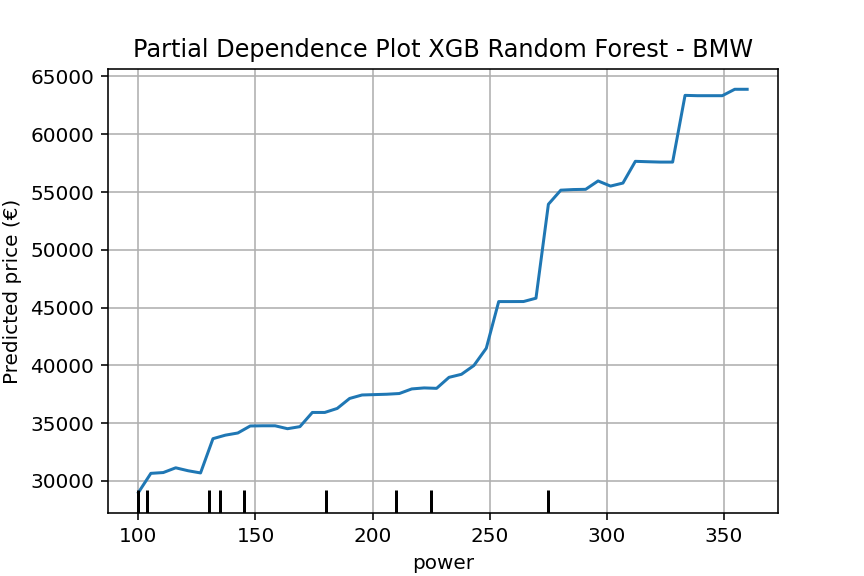 Partial Dependence Plot XGB Random Forest - BMW
65000
60000
55000
50000
45000
40000
35000
30000
Predicted price (€)
100 150 200 250 300 350
power